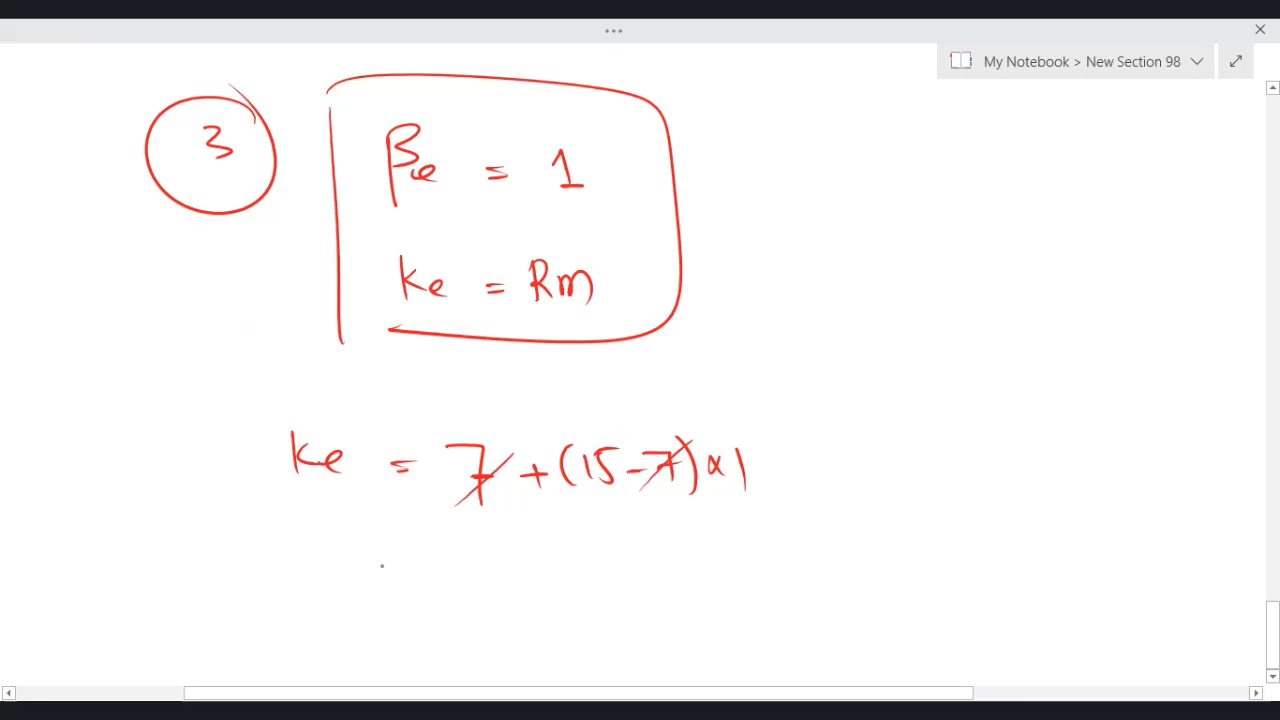 My Notebook > New Section 98
3
βe = 1
ke = Rm
ke = 7 + (15 - 7) × 1